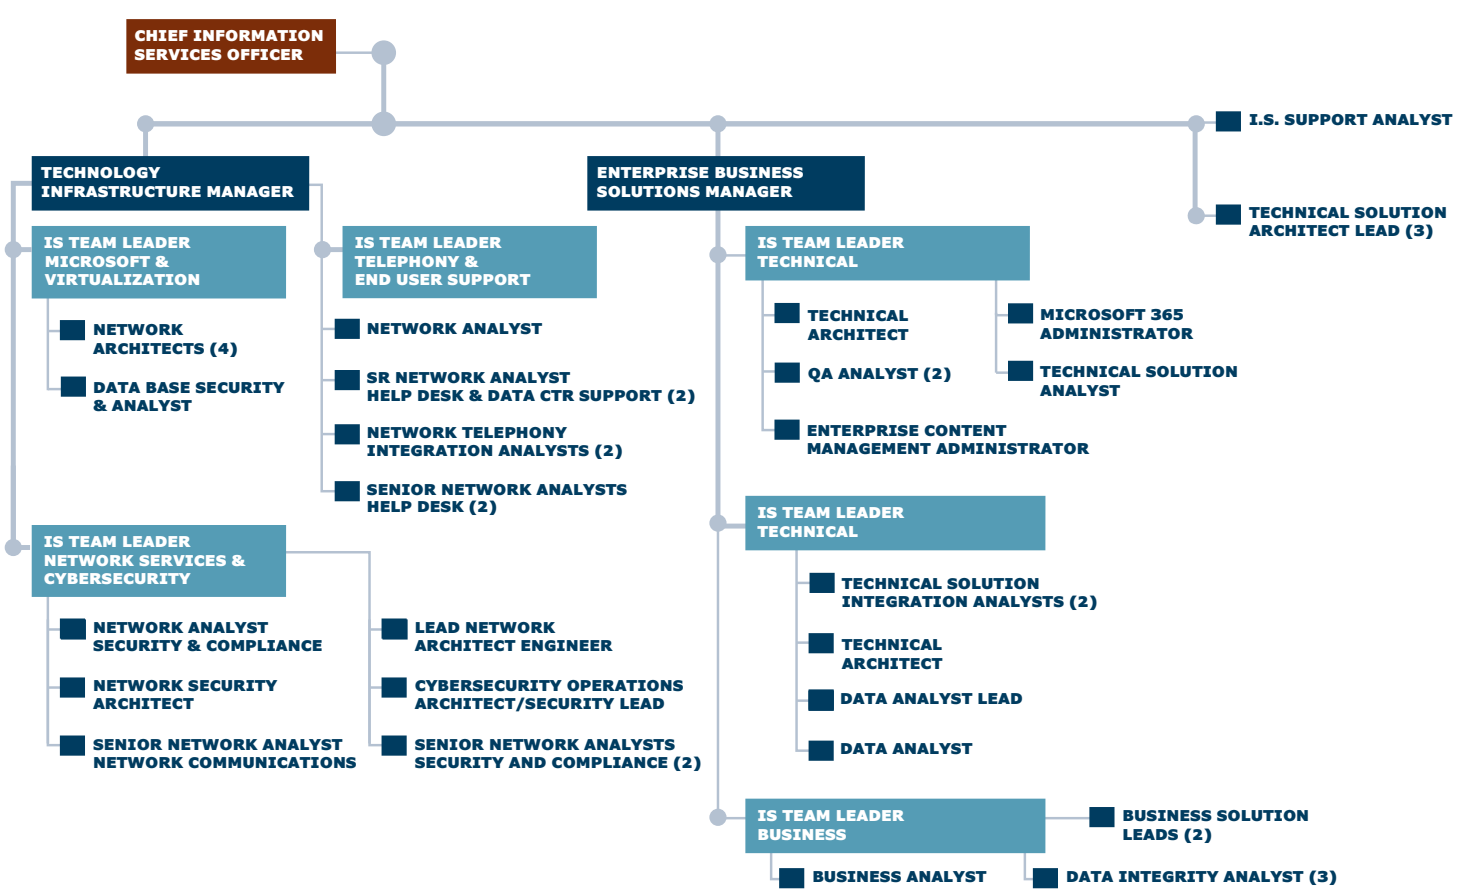 CHIEF INFORMATION
SERVICES OFFICER
I.S. SUPPORT ANALYST
TECHNICAL SOLUTION
ARCHITECT LEAD (3)
TECHNOLOGY
INFRASTRUCTURE MANAGER
IS TEAM LEADER
MICROSOFT &
VIRTUALIZATION
NETWORK
ARCHITECTS (4)
DATA BASE SECURITY
& ANALYST
IS TEAM LEADER
TELEPHONY &
END USER SUPPORT
NETWORK ANALYST
SR NETWORK ANALYST
HELP DESK & DATA CTR SUPPORT (2)
NETWORK TELEPHONY
INTEGRATION ANALYSTS (2)
SENIOR NETWORK ANALYSTS
HELP DESK (2)
IS TEAM LEADER
NETWORK SERVICES &
CYBERSECURITY
NETWORK ANALYST
SECURITY & COMPLIANCE
NETWORK SECURITY
ARCHITECT
SENIOR NETWORK ANALYST
NETWORK COMMUNICATIONS
LEAD NETWORK
ARCHITECT ENGINEER
CYBERSECURITY OPERATIONS
ARCHITECT/SECURITY LEAD
SENIOR NETWORK ANALYSTS
SECURITY AND COMPLIANCE (2)
ENTERPRISE BUSINESS
SOLUTIONS MANAGER
IS TEAM LEADER
TECHNICAL
TECHNICAL
ARCHITECT
QA ANALYST (2)
ENTERPRISE CONTENT
MANAGEMENT ADMINISTRATOR
MICROSOFT 365
ADMINISTRATOR
TECHNICAL SOLUTION
ANALYST
IS TEAM LEADER
TECHNICAL
TECHNICAL SOLUTION
INTEGRATION ANALYSTS (2)
TECHNICAL
ARCHITECT
DATA ANALYST LEAD
DATA ANALYST
IS TEAM LEADER
BUSINESS
BUSINESS SOLUTION
LEADS (2)
BUSINESS ANALYST
DATA INTEGRITY ANALYST (3)